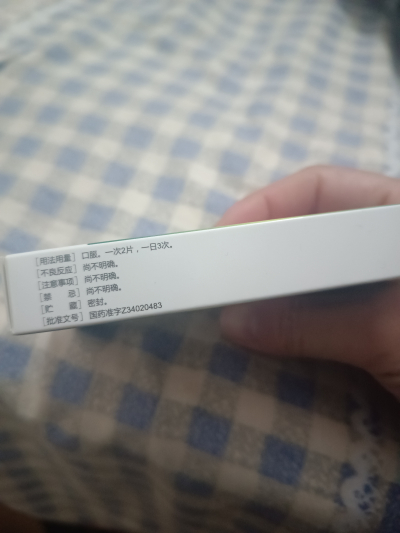 [用法用量] 口服。一次2片，一日3次。
[不良反应] 尚不明确。
[注意事项] 尚不明确。
[禁 忌] 尚不明确。
[贮 藏] 密封。
[批准文号] 国药准字Z34020483